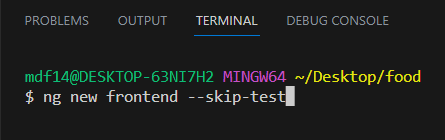 PROBLEMS OUTPUT TERMINAL DEBUG CONSOLE
mdf14@DESKTOP-63NI7H2 MINGW64 ~/Desktop/food
$ ng new frontend --skip-test